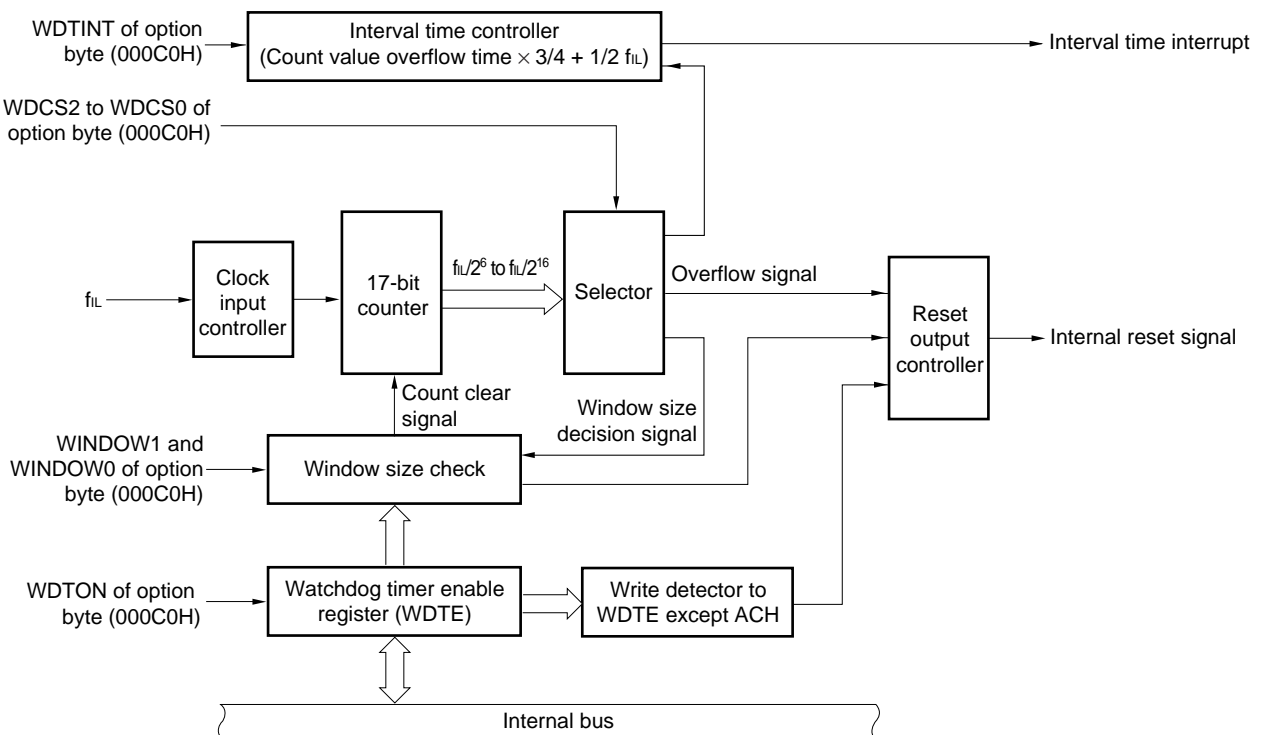 WDTINT of option
byte (000C0H)
Interval time controller
(Count value overflow time × 3/4 + 1/2 fIL)
Interval time interrupt
WDCS2 to WDCS0 of
option byte (000C0H)
fIL
Clock
input
controller
17-bit
counter
fIL/2⁶ to fIL/2¹⁶
Selector
Overflow signal
Reset
output
controller
Internal reset signal
Count clear
signal
Window size
decision signal
WINDOW1 and
WINDOW0 of option
byte (000C0H)
Window size check
WDTON of option
byte (000C0H)
Watchdog timer enable
register (WDTE)
Write detector to
WDTE except ACH
Internal bus